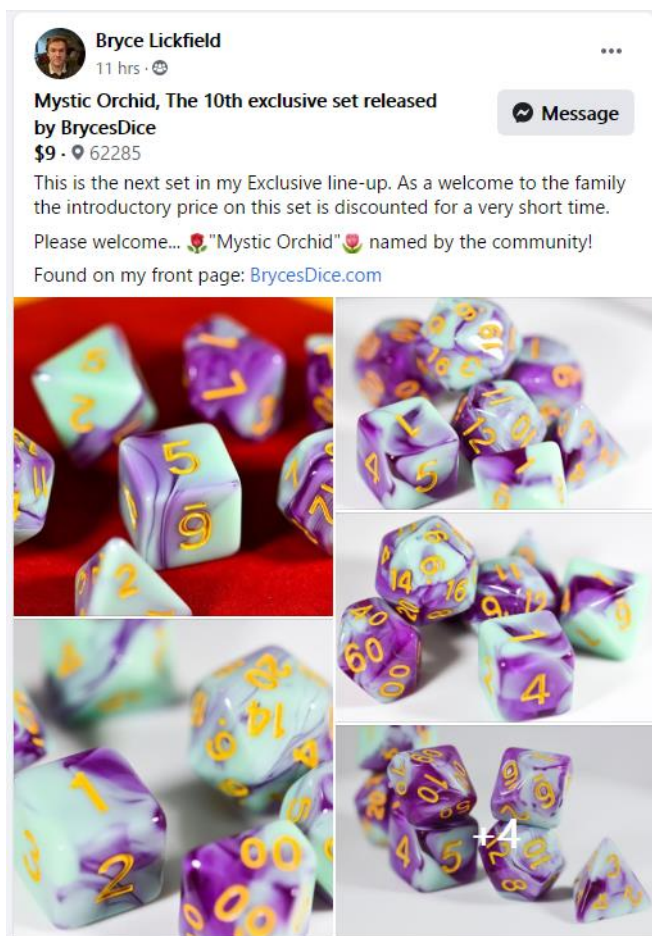 Bryce Lickfield
11 hrs ·
Mystic Orchid, The 10th exclusive set released
by BrycesDice
Message
$9 · 62285
This is the next set in my Exclusive line-up. As a welcome to the family
the introductory price on this set is discounted for a very short time.
Please welcome... 🌹"Mystic Orchid"🌷 named by the community!
Found on my front page: BrycesDice.com
+4